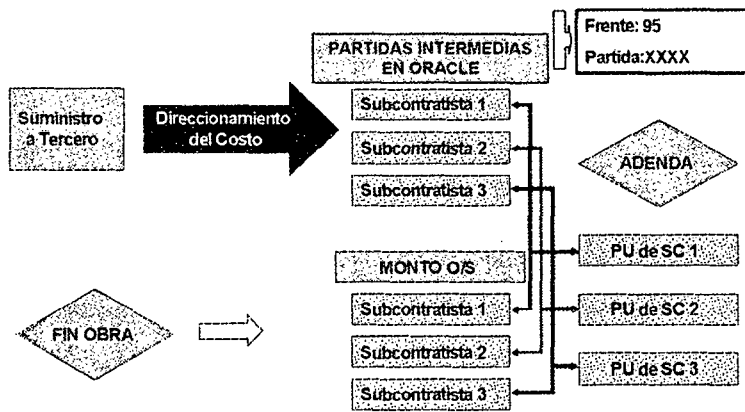 Frente: 95
Partida:XXXX
PARTIDAS INTERMEDIAS
EN ORACLE
Suministro
a Tercero
Direccionamiento
del Costo
Subcontratista 1
Subcontratista 2
Subcontratista 3
ADENDA
MONTO O/S
PU de SC 1
FIN OBRA
Subcontratista 1
PU de SC 2
Subcontratista 2
PU de SC 3
Subcontratista 3